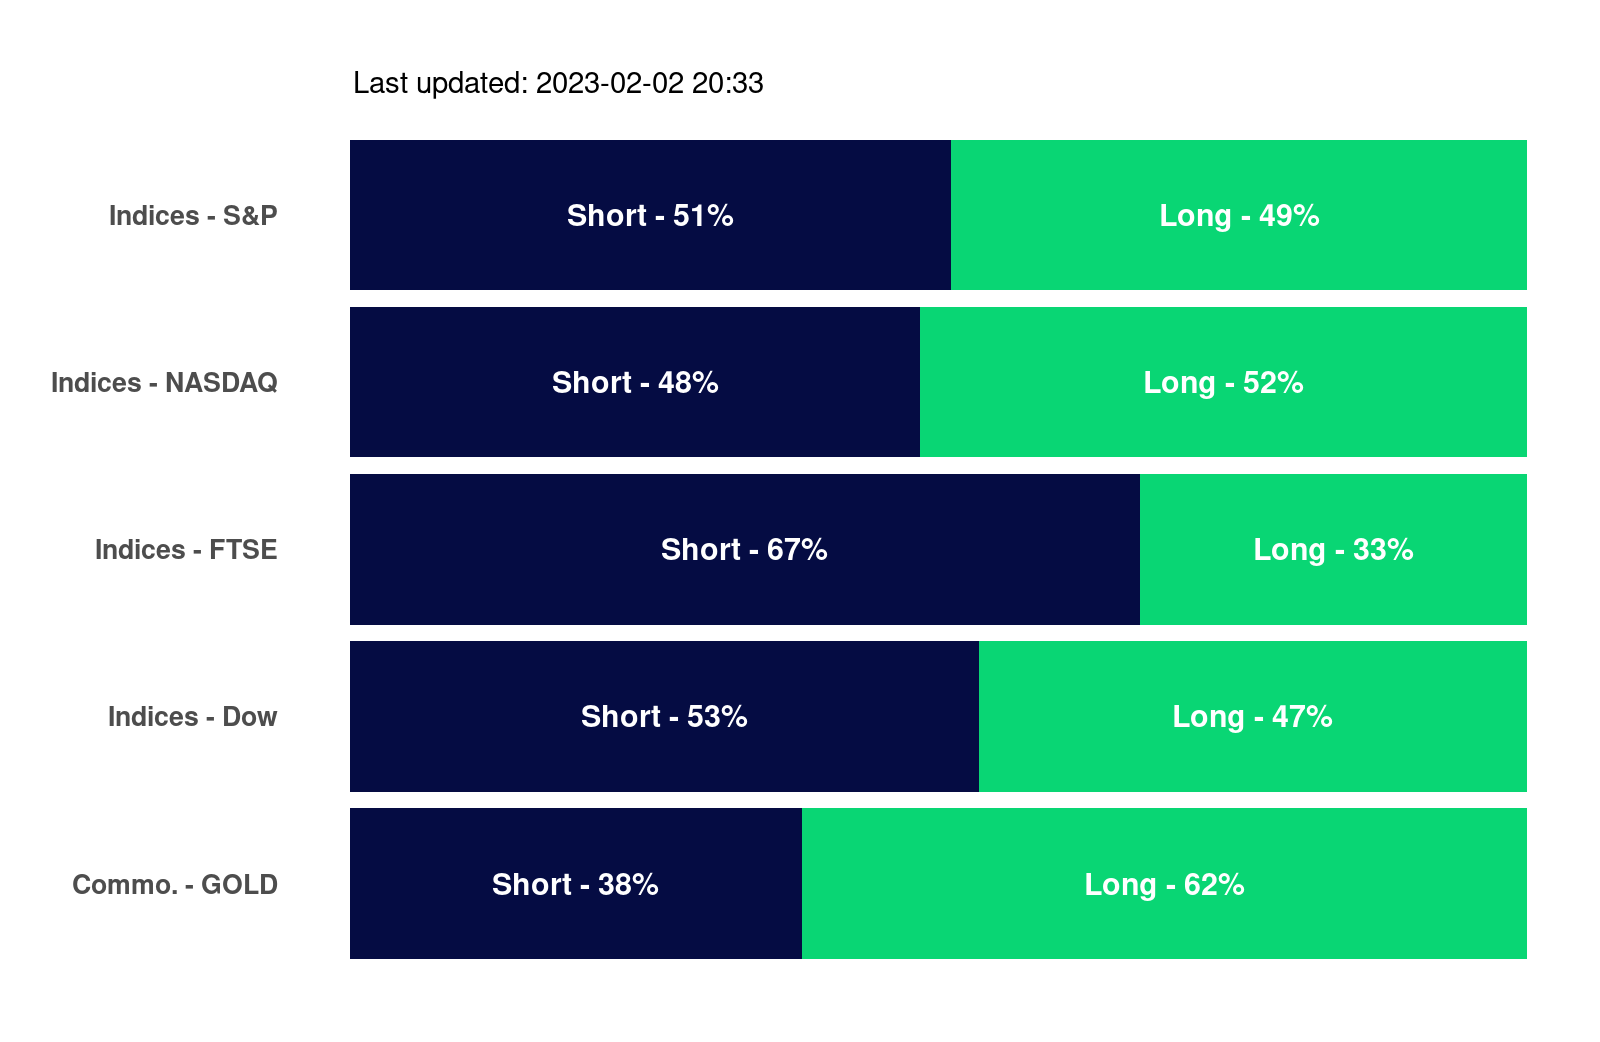 Last updated: 2023-02-02 20:33
Indices - S&P
Short - 51%
Long - 49%
Indices - NASDAQ
Short - 48%
Long - 52%
Indices - FTSE
Short - 67%
Long - 33%
Indices - Dow
Short - 53%
Long - 47%
Commo. - GOLD
Short - 38%
Long - 62%